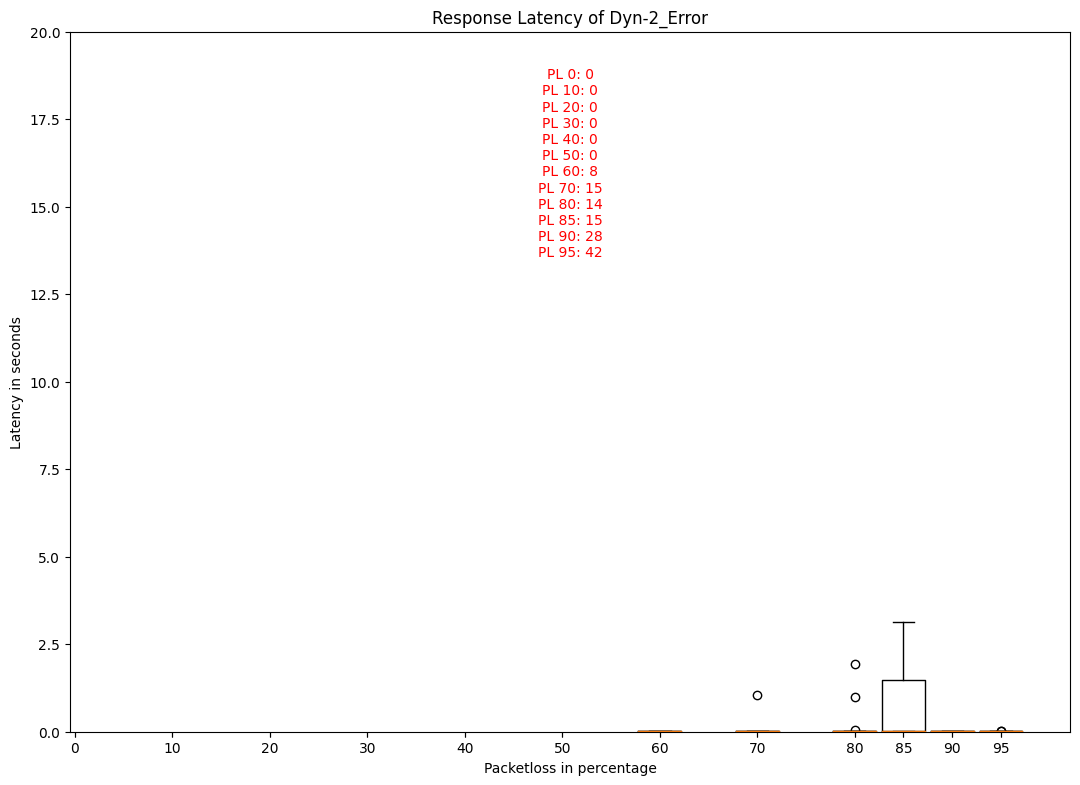 Response Latency of Dyn-2_Error
20.0
17.5
15.0
12.5
10.0
7.5
5.0
2.5
0.0
Latency in seconds
PL 0: 0
PL 10: 0
PL 20: 0
PL 30: 0
PL 40: 0
PL 50: 0
PL 60: 8
PL 70: 15
PL 80: 14
PL 85: 15
PL 90: 28
PL 95: 42
0 10 20 30 40 50 60 70 80 85 90 95
Packetloss in percentage